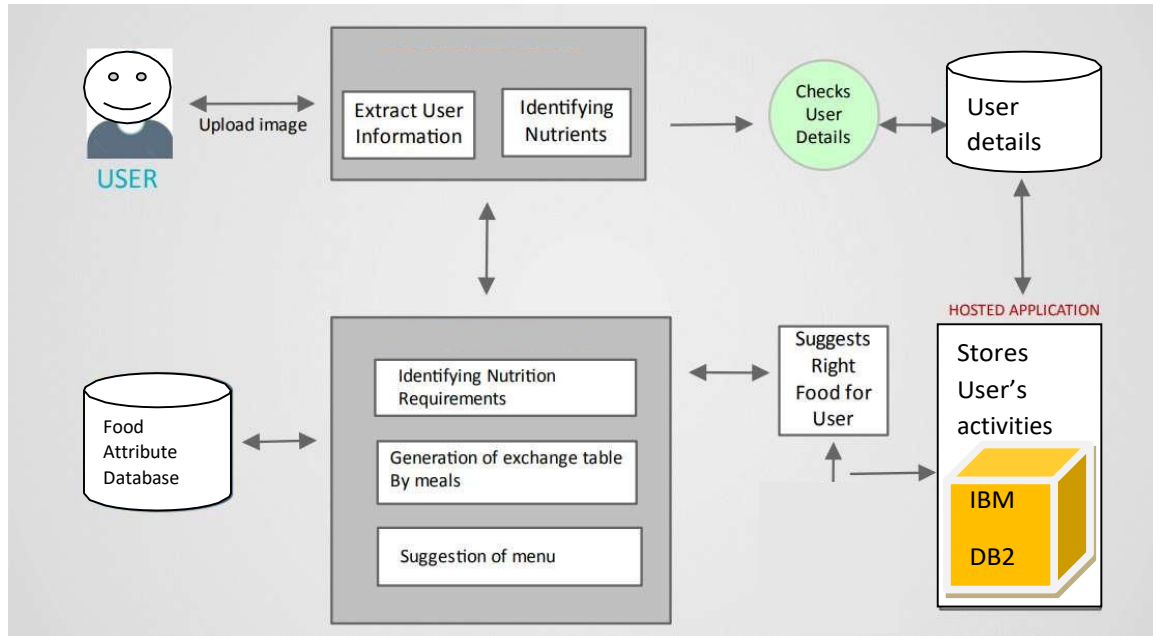 Upload image
USER
Extract User
Information
Identifying
Nutrients
Checks
User
Details
User
details
HOSTED APPLICATION
Stores
User's
activities
IBM
DB2
Suggests
Right
Food for
User
Identifying Nutrition
Requirements
Generation of exchange table
By meals
Suggestion of menu
Food
Attribute
Database